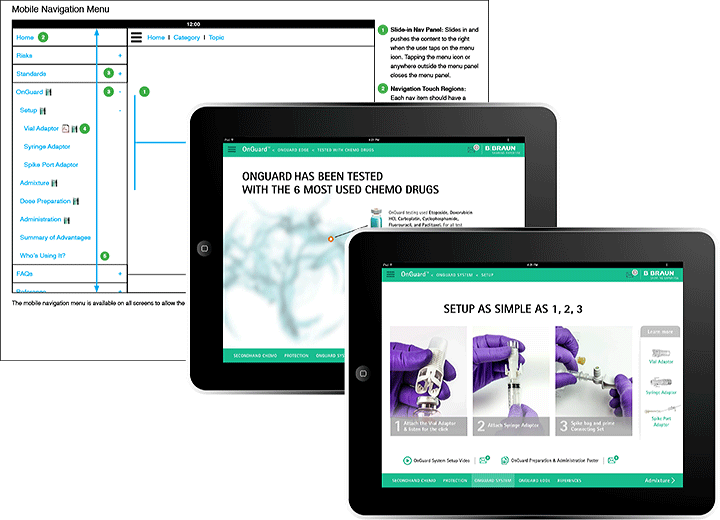 Mobile Navigation Menu
12:00
Home 2
Home | Category | Topic
Risks +
Standards 3 +
OnGuard 3 -
1
Setup -
Vial Adaptor 4
Syringe Adaptor
Spike Port Adaptor
Admixture
Dose Preparation
Administration
Summary of Advantages
Who's Using It? 5
FAQs +
Reference +
The mobile navigation menu is available on all screens to allow the
1 Slide-in Nav Panel: Slides in and
pushes the content to the right
when the user taps on the menu
icon. Tapping the menu icon or
anywhere outside the menu panel
closes the menu panel.
Navigation Touch Regions:
Each nav item should have a
OnGuard™ • ONGUARD EDGE • TESTED WITH CHEMO DRUGS
B BRAUN
ONGUARD HAS BEEN TESTED
WITH THE 6 MOST USED CHEMO DRUGS
OnGuard testing used Etoposide, Doxorubicin
HCl, Carboplatin, Cyclophosphamide,
Fluorouracil, and Paclitaxel. For all test
SECONDHAND CHEMO PROTECTION ONGUARD SYSTEM
OnGuard™ • ONGUARD SYSTEM • SETUP
B BRAUN
SETUP AS SIMPLE AS 1, 2, 3
Learn more
Vial Adaptor
Syringe Adaptor
Spike Port
Adaptor
1 Attach the Vial Adaptor
& listen for the click
2 Attach Syringe Adaptor
3 Spike bag and prime
Connecting Set
OnGuard System Setup Video
OnGuard Preparation & Administration Poster
SECONDHAND CHEMO PROTECTION ONGUARD SYSTEM ONGUARD EDGE REFERENCES Admixture